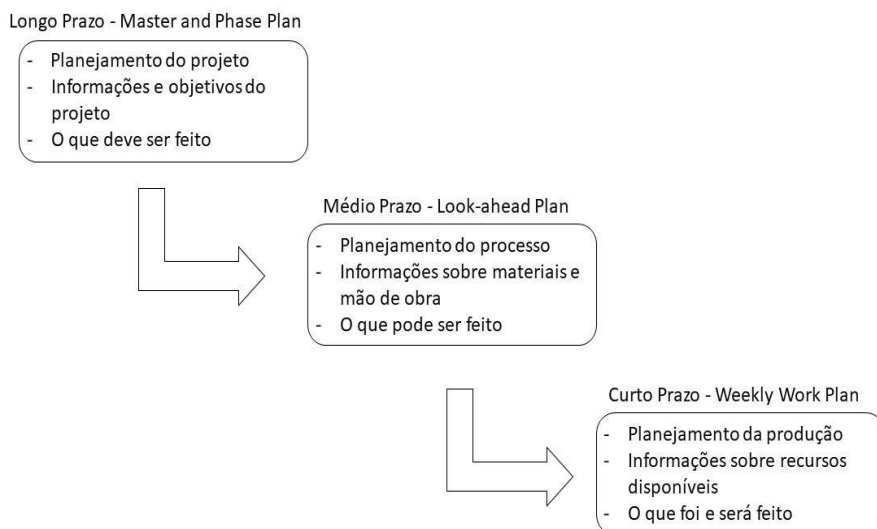 Longo Prazo - Master and Phase Plan
- Planejamento do projeto
- Informações e objetivos do
projeto
- O que deve ser feito
Médio Prazo - Look-ahead Plan
- Planejamento do processo
- Informações sobre materiais e
mão de obra
- O que pode ser feito
Curto Prazo - Weekly Work Plan
- Planejamento da produção
- Informações sobre recursos
disponíveis
- O que foi e será feito